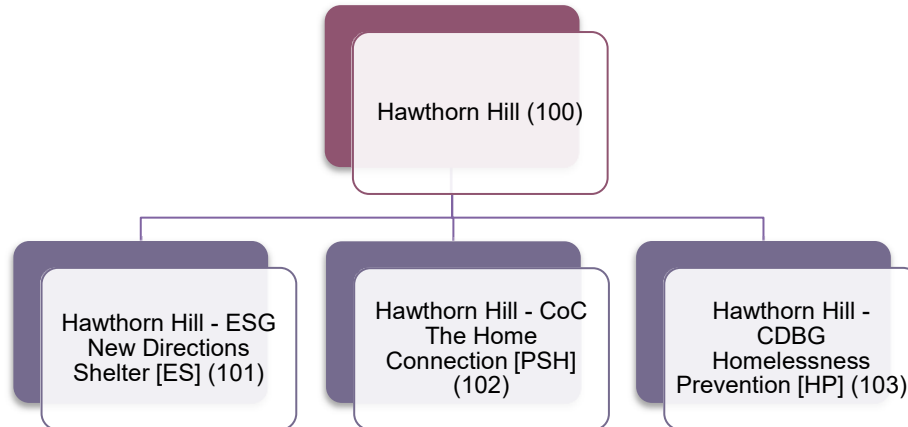 Hawthorn Hill (100)
Hawthorn Hill - ESG
New Directions
Shelter [ES] (101)
Hawthorn Hill - CoC
The Home
Connection [PSH]
(102)
Hawthorn Hill -
CDBG
Homelessness
Prevention [HP] (103)